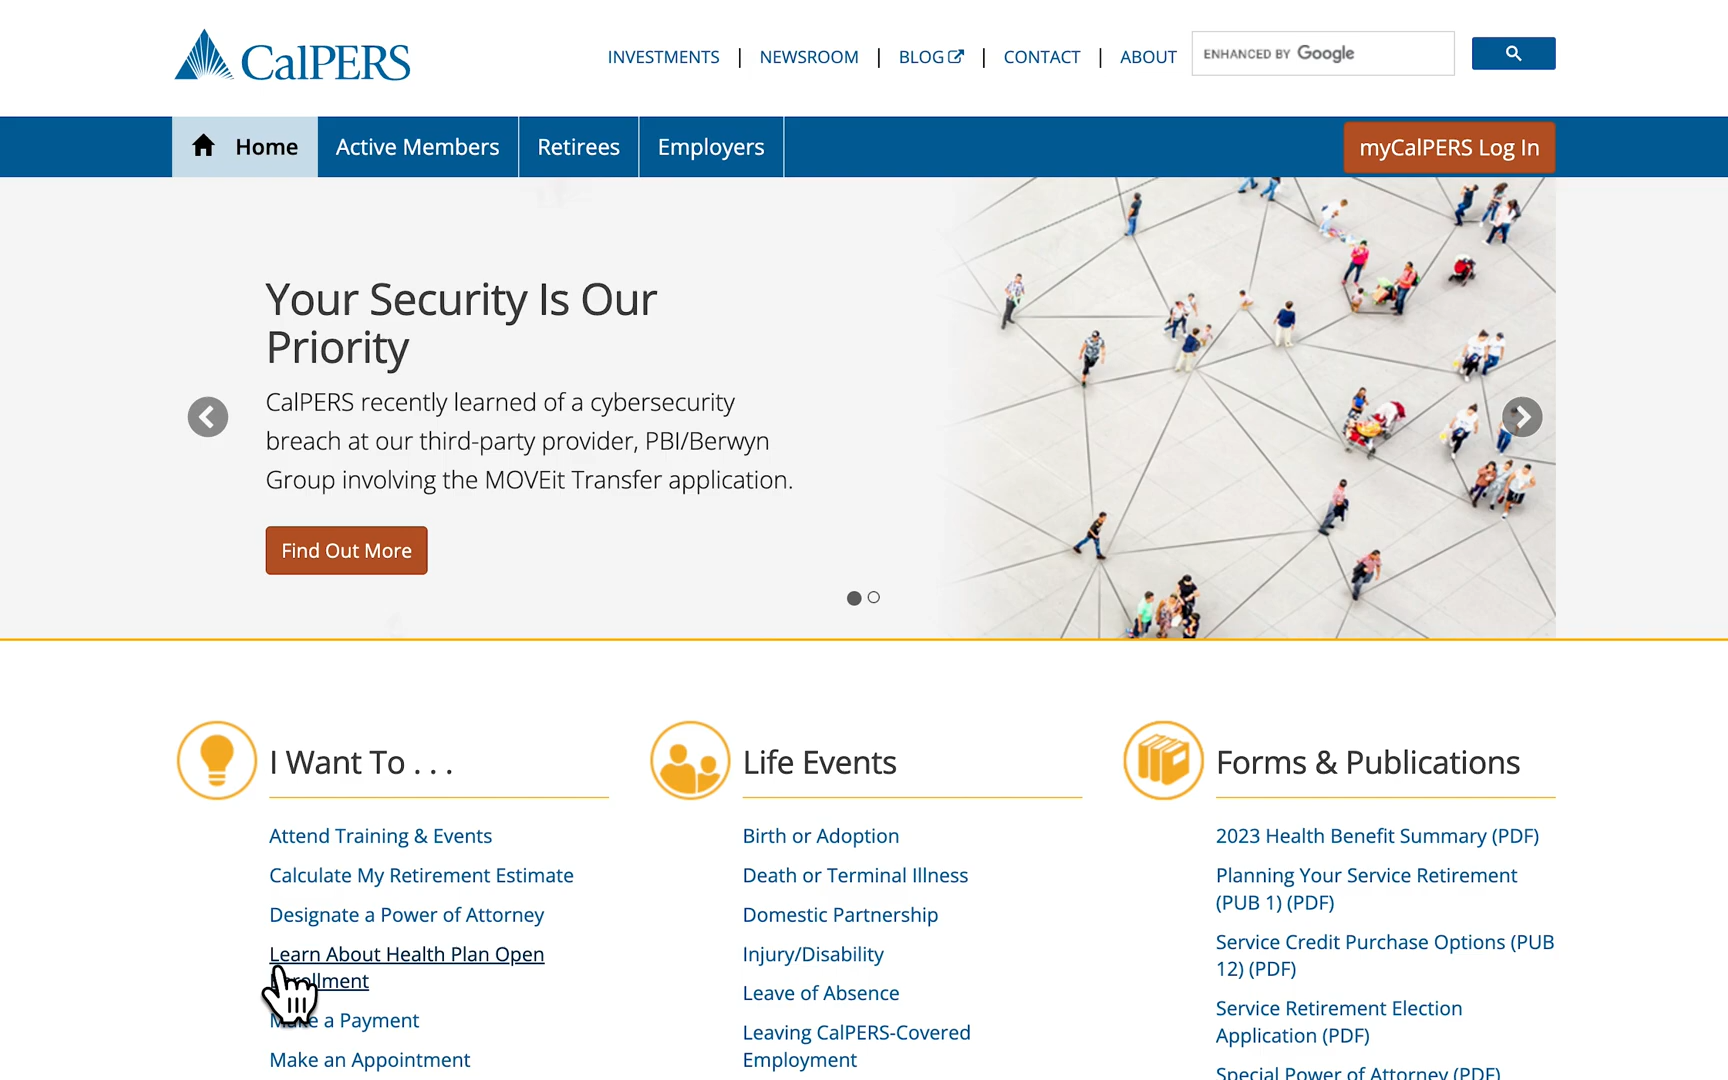 CalPERS
INVESTMENTS | NEWSROOM | BLOG | CONTACT | ABOUT
ENHANCED BY Google
Home
Active Members
Retirees
Employers
myCalPERS Log In
Your Security Is Our
Priority
CalPERS recently learned of a cybersecurity
breach at our third-party provider, PBI/Berwyn
Group involving the MOVEit Transfer application.
Find Out More
I Want To . . .
Attend Training & Events
Calculate My Retirement Estimate
Designate a Power of Attorney
Learn About Health Plan Open
Enrollment
Make a Payment
Make an Appointment
Life Events
Birth or Adoption
Death or Terminal Illness
Domestic Partnership
Injury/Disability
Leave of Absence
Leaving CalPERS-Covered
Employment
Forms & Publications
2023 Health Benefit Summary (PDF)
Planning Your Service Retirement
(PUB 1) (PDF)
Service Credit Purchase Options (PUB
12) (PDF)
Service Retirement Election
Application (PDF)
Special Power of Attorney (PDF)